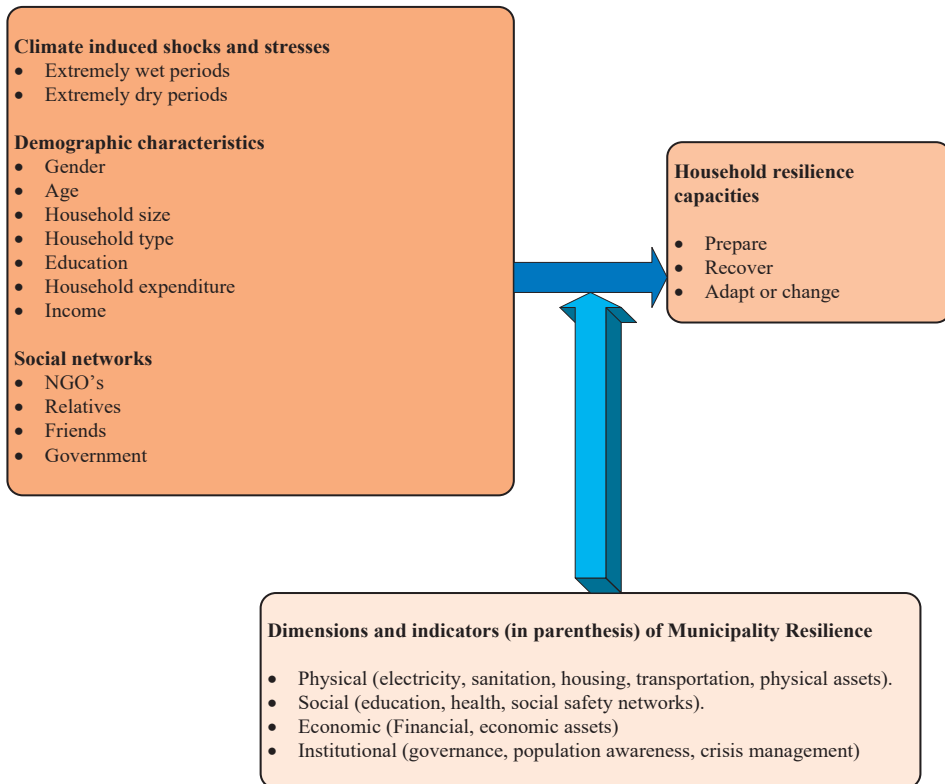 Climate induced shocks and stresses
• Extremely wet periods
• Extremely dry periods
Demographic characteristics
• Gender
• Age
• Household size
• Household type
• Education
• Household expenditure
• Income
Social networks
• NGO’s
• Relatives
• Friends
• Government
Household resilience
capacities
• Prepare
• Recover
• Adapt or change
Dimensions and indicators (in parenthesis) of Municipality Resilience
• Physical (electricity, sanitation, housing, transportation, physical assets).
• Social (education, health, social safety networks).
• Economic (Financial, economic assets)
• Institutional (governance, population awareness, crisis management)